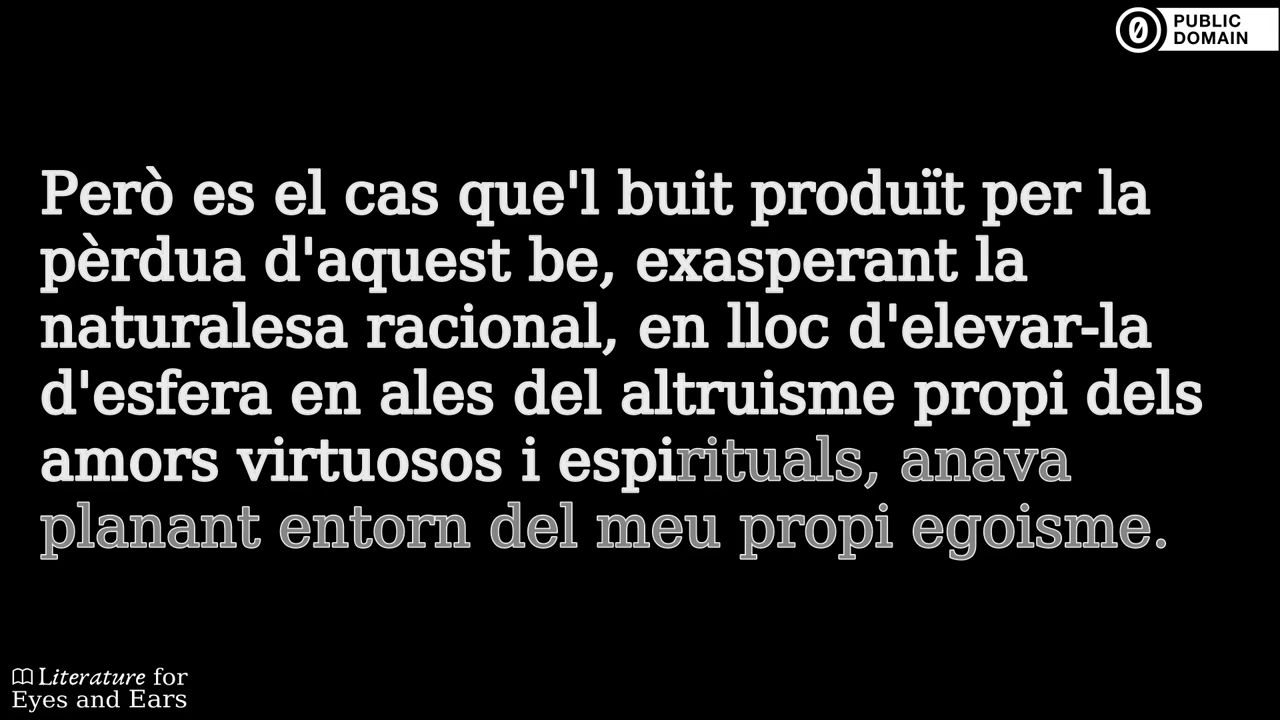 PUBLIC
DOMAIN
Però es el cas que'l buit produït per la
pèrdua d'aquest be, exasperant la
naturalesa racional, en lloc d'elevar-la
d'esfera en ales del altruisme propi dels
amors virtuosos i espirituals, anava
planant entorn del meu propi egoisme.
Literature for
Eyes and Ears